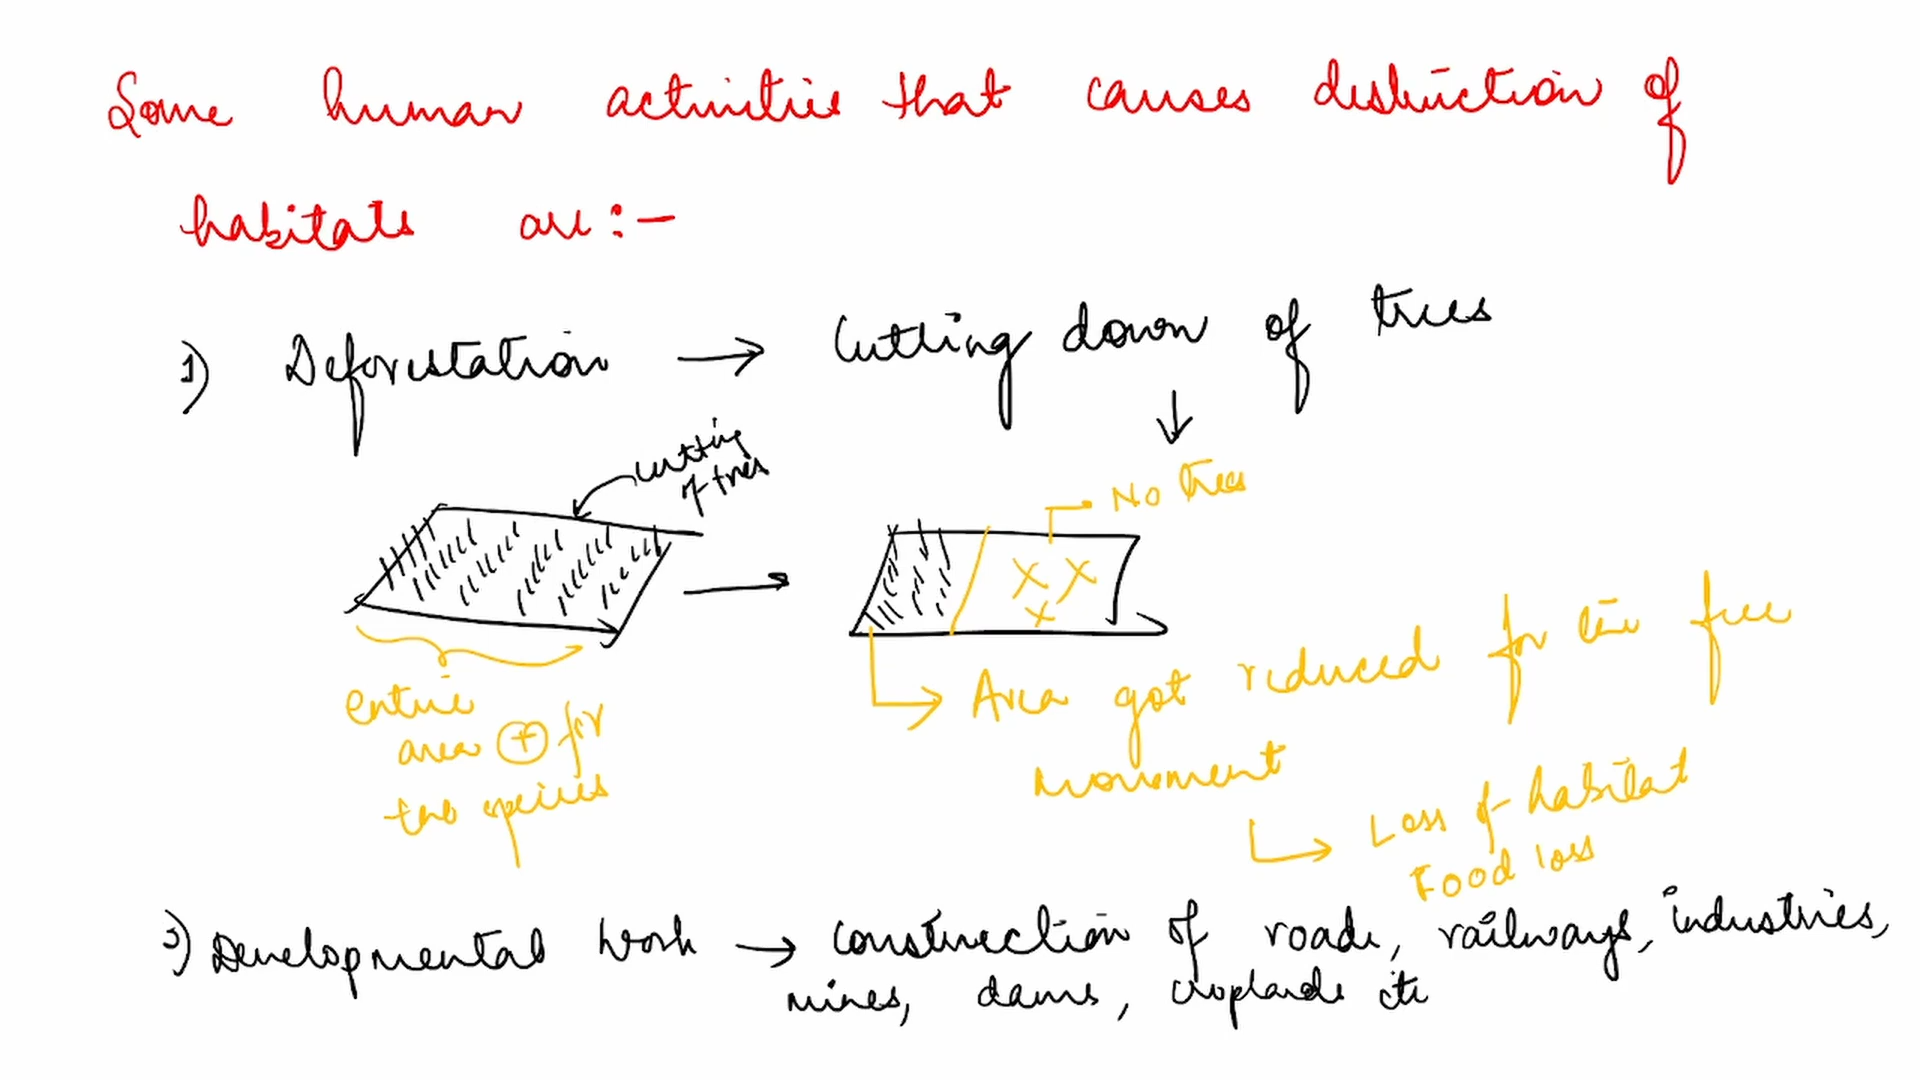 Some human activities that causes destruction of
habitats are :-
1) Deforestation → Cutting down of trees
↓
cutting
of trees
No trees
entire
area ⊕ for
the species
Area got reduced for the free
movement
Loss of habitat
Food loss
2) Developmental work → construction of roads, railways, industries,
mines, dams, croplands etc